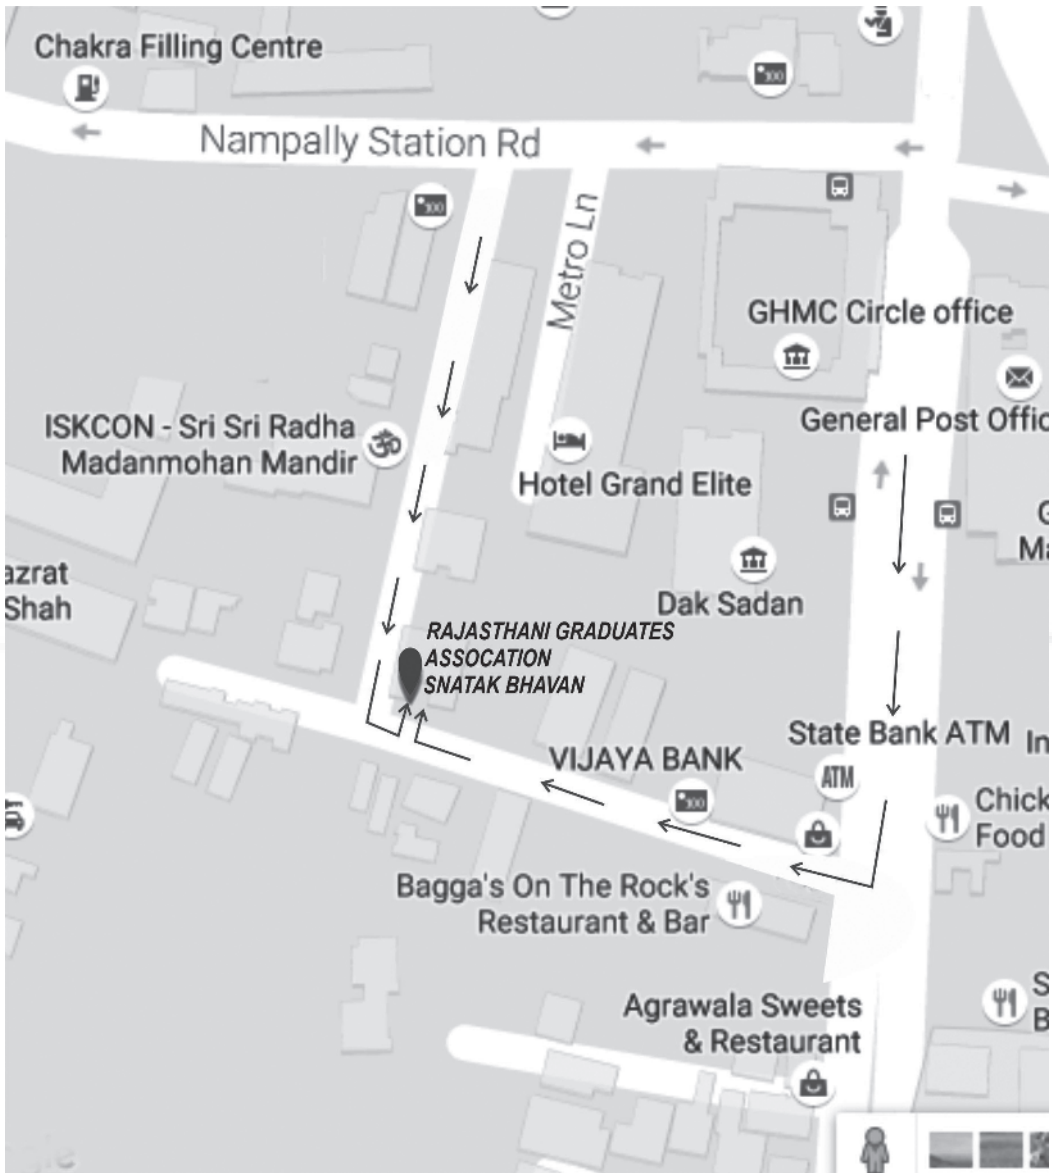 Chakra Filling Centre
Nampally Station Rd
Metro Ln
GHMC Circle office
ISKCON - Sri Sri Radha
Madanmohan Mandir
General Post Offic
Hotel Grand Elite
G
Ma
azrat
Shah
Dak Sadan
RAJASTHANI GRADUATES
ASSOCATION
SNATAK BHAVAN
State Bank ATM
In
VIJAYA BANK
ATM
Chick
Food
Bagga's On The Rock's
Restaurant & Bar
Agrawala Sweets
& Restaurant
S
B